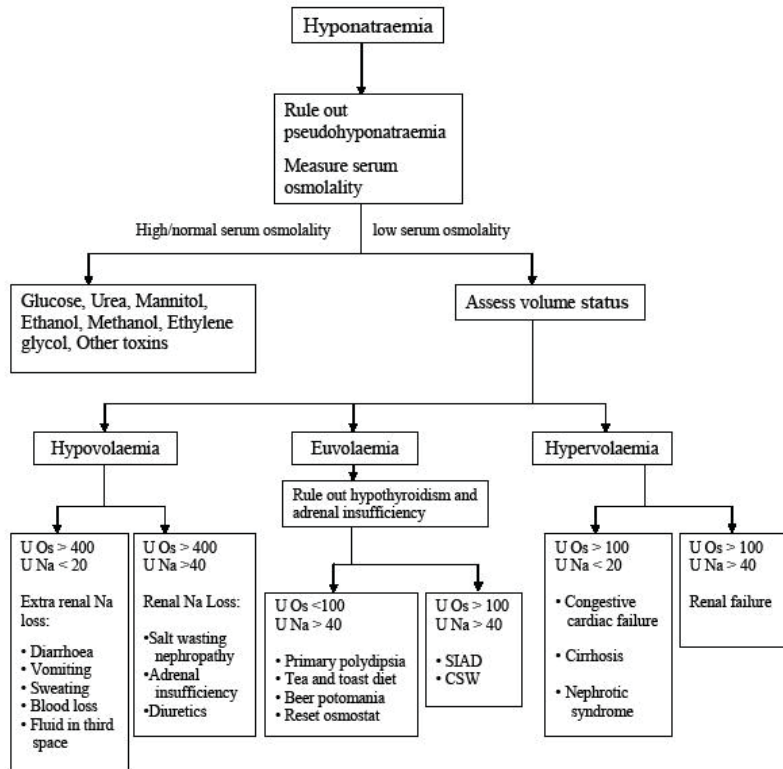 Hyponatraemia
Rule out
pseudohyponatraemia
Measure serum
osmolality
High/normal serum osmolality
low serum osmolality
Glucose, Urea, Mannitol,
Ethanol, Methanol, Ethylene
glycol, Other toxins
Assess volume status
Hypovolaemia
Euvolaemia
Hypervolaemia
Rule out hypothyroidism and
adrenal insufficiency
U Os > 400
U Na < 20
Extra renal Na
loss:
• Diarrhoea
• Vomiting
• Sweating
• Blood loss
• Fluid in third
space
U Os > 400
U Na >40
Renal Na Loss:
•Salt wasting
nephropathy
•Adrenal
insufficiency
•Diuretics
U Os <100
U Na > 40
• Primary polydipsia
• Tea and toast diet
• Beer potomania
• Reset osmostat
U Os > 100
U Na > 40
• SIAD
• CSW
U Os > 100
U Na < 20
• Congestive
cardiac failure
• Cirrhosis
• Nephrotic
syndrome
U Os > 100
U Na > 40
Renal failure